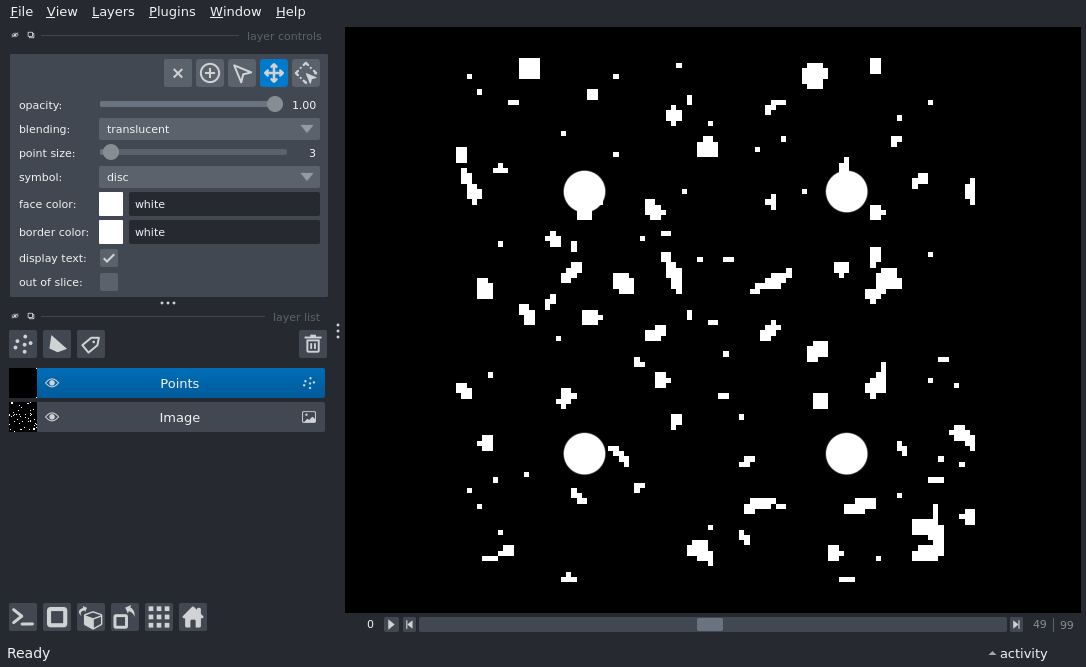 File View Layers Plugins Window Help
layer controls
opacity: 1.00
blending: translucent
point size: 3
symbol: disc
face color: white
border color: white
display text:
out of slice:
layer list
Points
Image
0 49 99
Ready activity